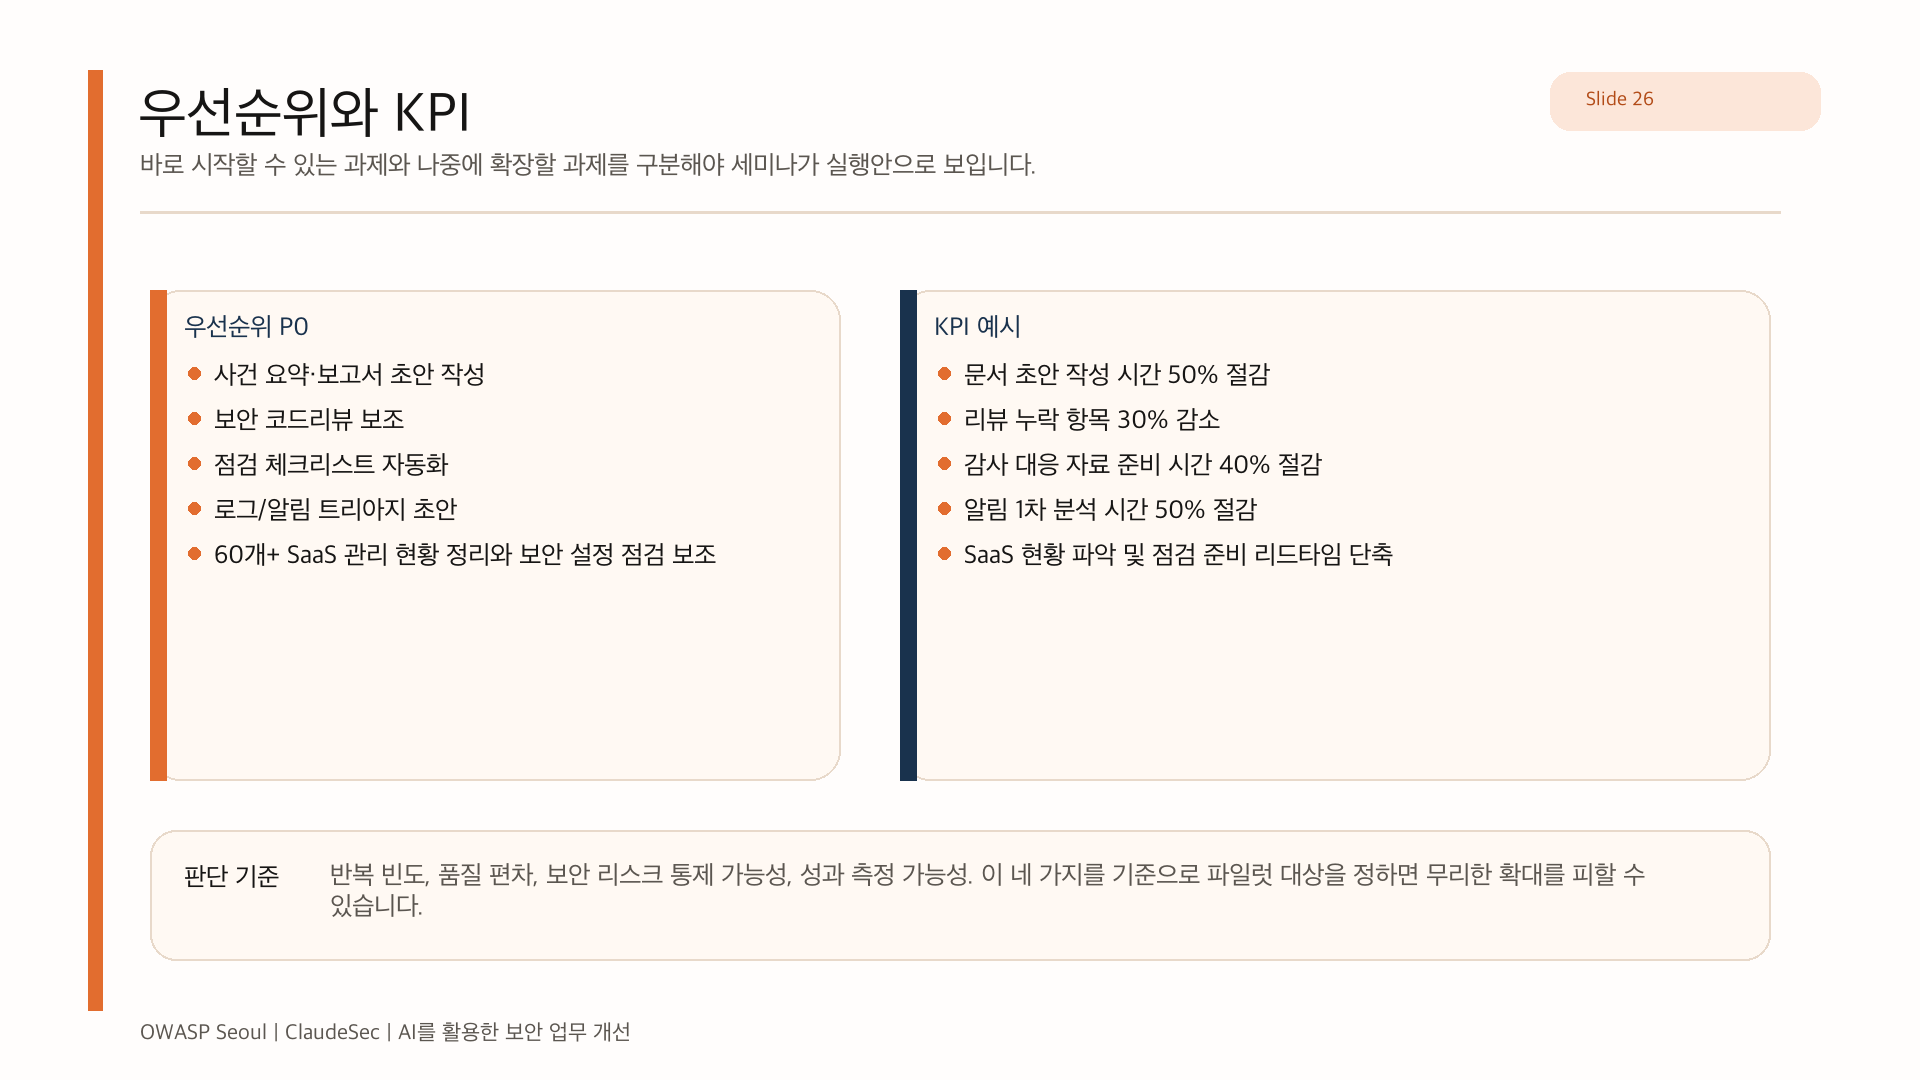 우선순위와 KPI
Slide 26
바로 시작할 수 있는 과제와 나중에 확장할 과제를 구분해야 세미나가 실행안으로 보입니다.
우선순위 P0
사건 요약·보고서 초안 작성
보안 코드리뷰 보조
점검 체크리스트 자동화
로그/알림 트리아지 초안
60개+ SaaS 관리 현황 정리와 보안 설정 점검 보조
KPI 예시
문서 초안 작성 시간 50% 절감
리뷰 누락 항목 30% 감소
감사 대응 자료 준비 시간 40% 절감
알림 1차 분석 시간 50% 절감
SaaS 현황 파악 및 점검 준비 리드타임 단축
판단 기준
반복 빈도, 품질 편차, 보안 리스크 통제 가능성, 성과 측정 가능성. 이 네 가지를 기준으로 파일럿 대상을 정하면 무리한 확대를 피할 수
있습니다.
OWASP Seoul | ClaudeSec | AI를 활용한 보안 업무 개선